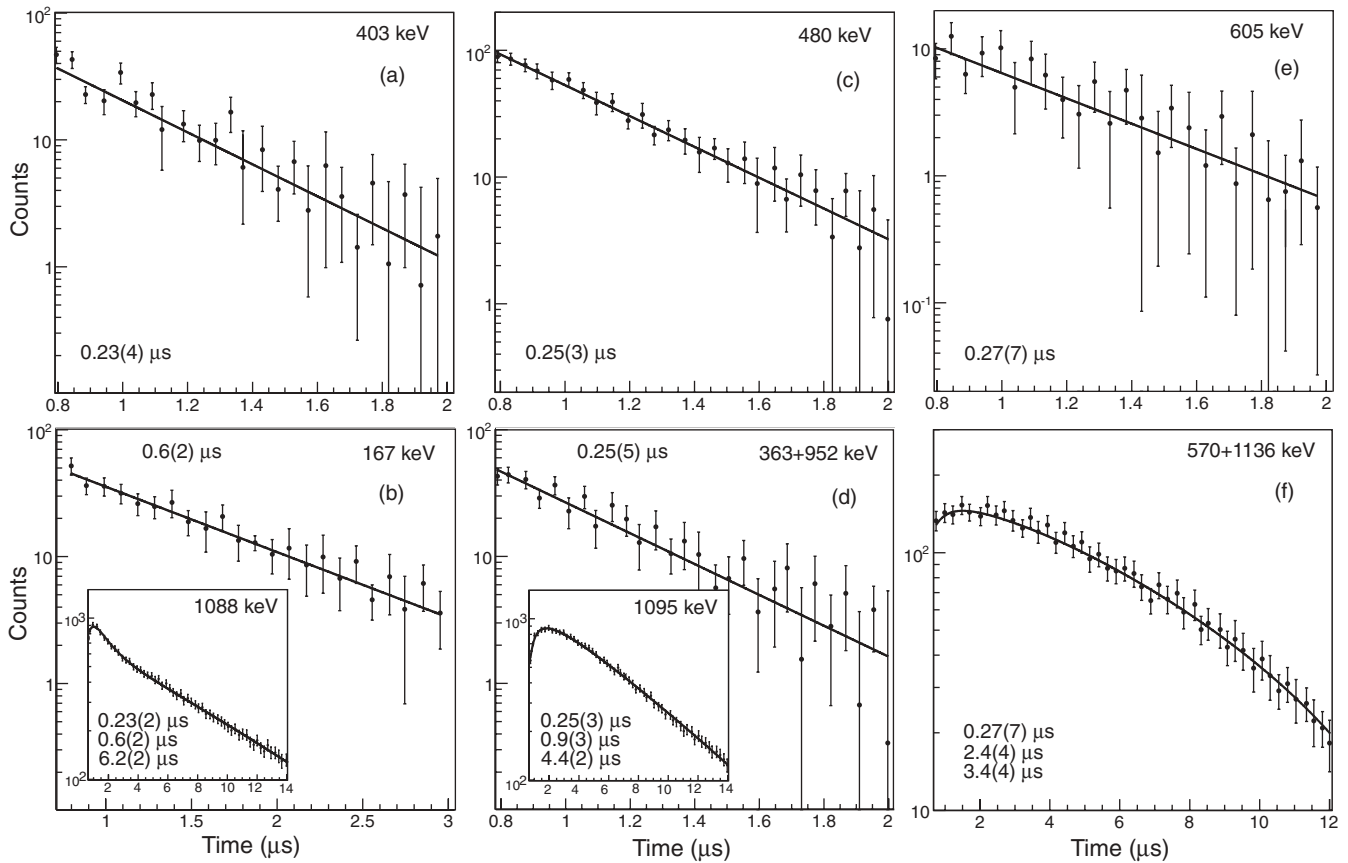 10²
10
1
Counts
403 keV
(a)
0.23(4) μs
0.8 1 1.2 1.4 1.6 1.8 2
10²
10
1
480 keV
(c)
0.25(3) μs
0.8 1 1.2 1.4 1.6 1.8 2
10
1
10⁻¹
605 keV
(e)
0.27(7) μs
0.8 1 1.2 1.4 1.6 1.8 2
10²
10
1
Counts
0.6(2) μs
167 keV
(b)
10³
10²
1088 keV
0.23(2) μs
0.6(2) μs
6.2(2) μs
2 4 6 8 10 12 14
1 1.5 2 2.5 3
Time (μs)
10²
10
1
0.25(5) μs
363+952 keV
(d)
10³
10²
1095 keV
0.25(3) μs
0.9(3) μs
4.4(2) μs
2 4 6 8 10 12 14
1 1.2 1.4 1.6 1.8 2
Time (μs)
10²
10
570+1136 keV
(f)
0.27(7) μs
2.4(4) μs
3.4(4) μs
2 4 6 8 10 12
Time (μs)